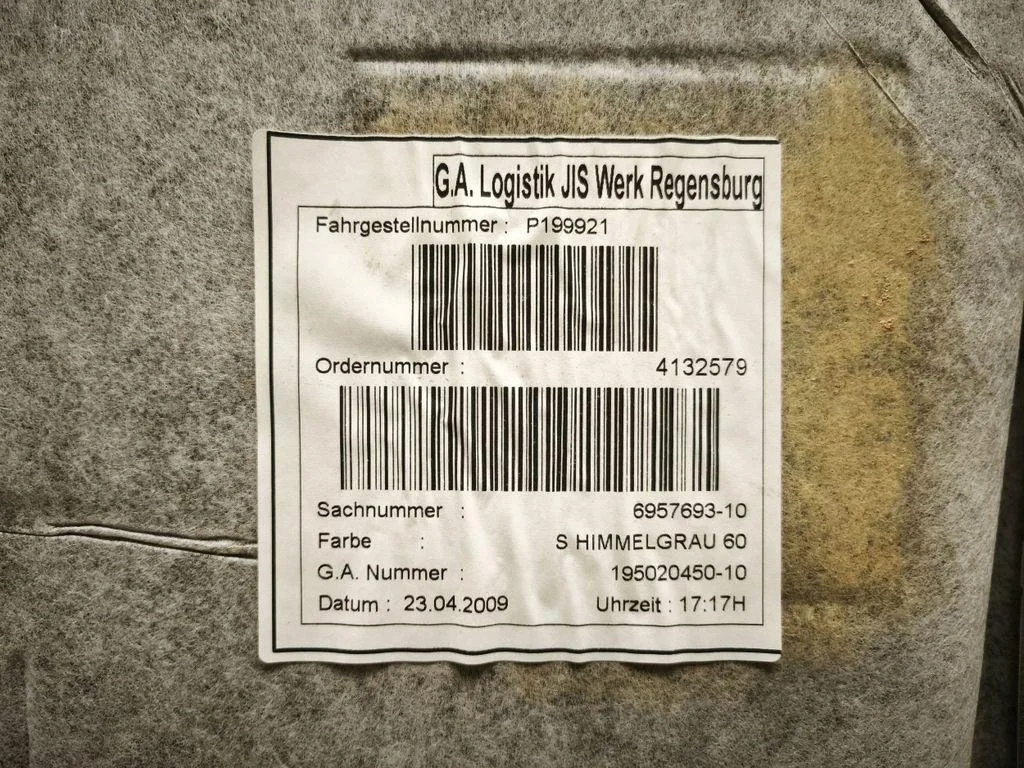 G.A. Logistik JIS Werk Regensburg
Fahrgestellnummer : P199921
Ordernummer : 4132579
Sachnummer : 6957693-10
Farbe : S HIMMELGRAU 60
G.A. Nummer : 195020450-10
Datum : 23.04.2009 Uhrzeit : 17:17H